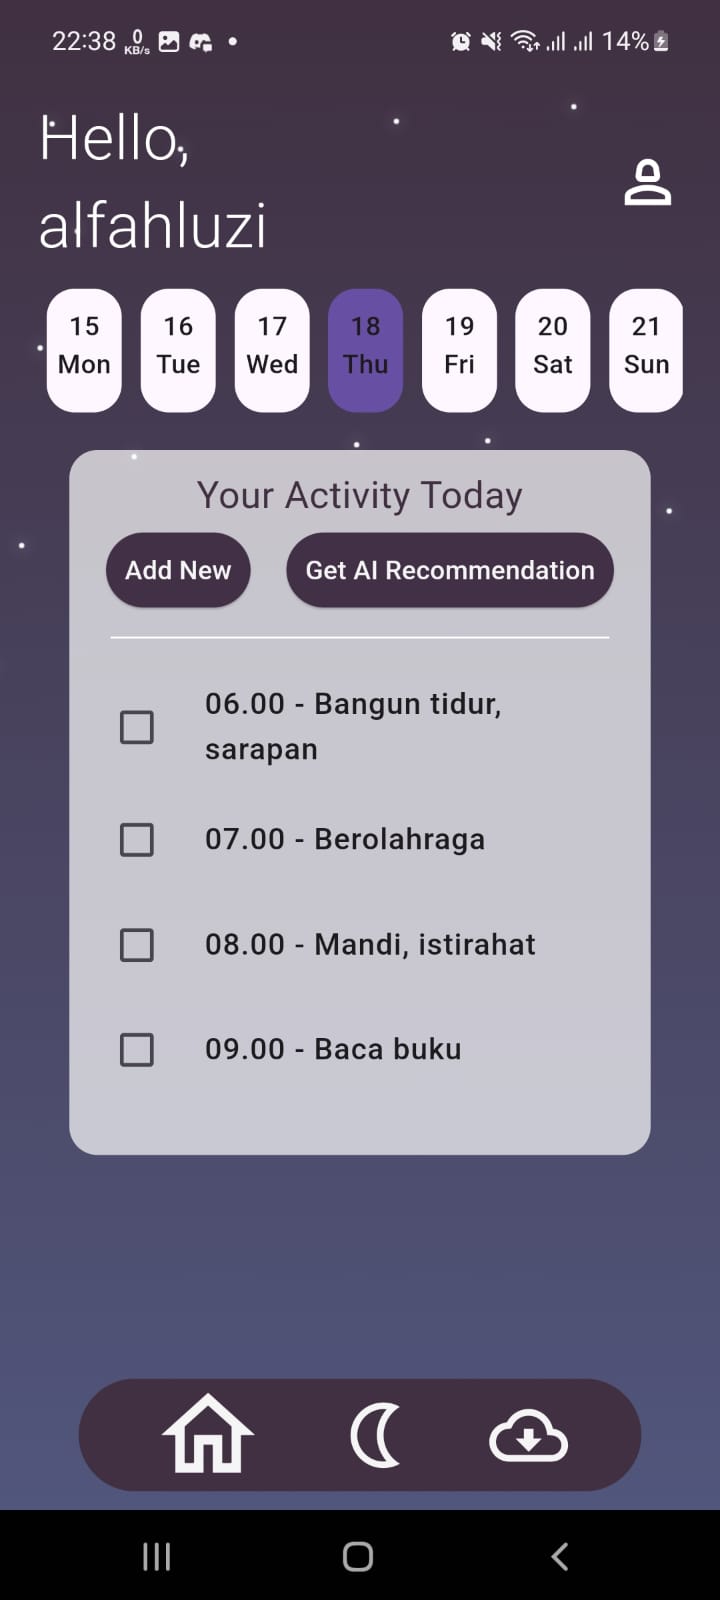 22:38 0 KB/s 14%
Hello,
alfahluzi
15 16 17 18 19 20 21
Mon Tue Wed Thu Fri Sat Sun
Your Activity Today
Add New Get AI Recommendation
06.00 - Bangun tidur,
sarapan
07.00 - Berolahraga
08.00 - Mandi, istirahat
09.00 - Baca buku